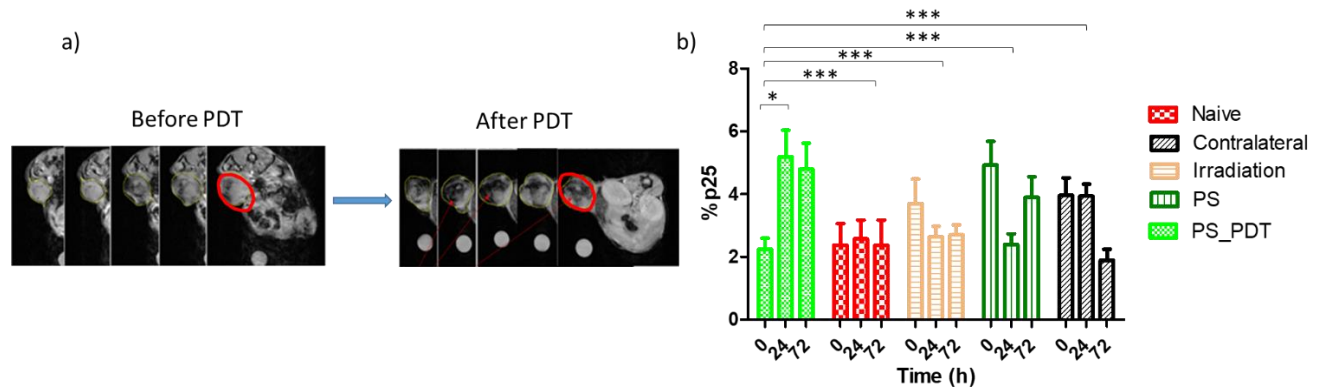 a)
Before PDT
After PDT
b)
***
***
***
***
*
%p25
8
6
4
2
0
0 24 72
0 24 72
0 24 72
0 24 72
0 24 72
Time (h)
Naive
Contralateral
Irradiation
PS
PS_PDT